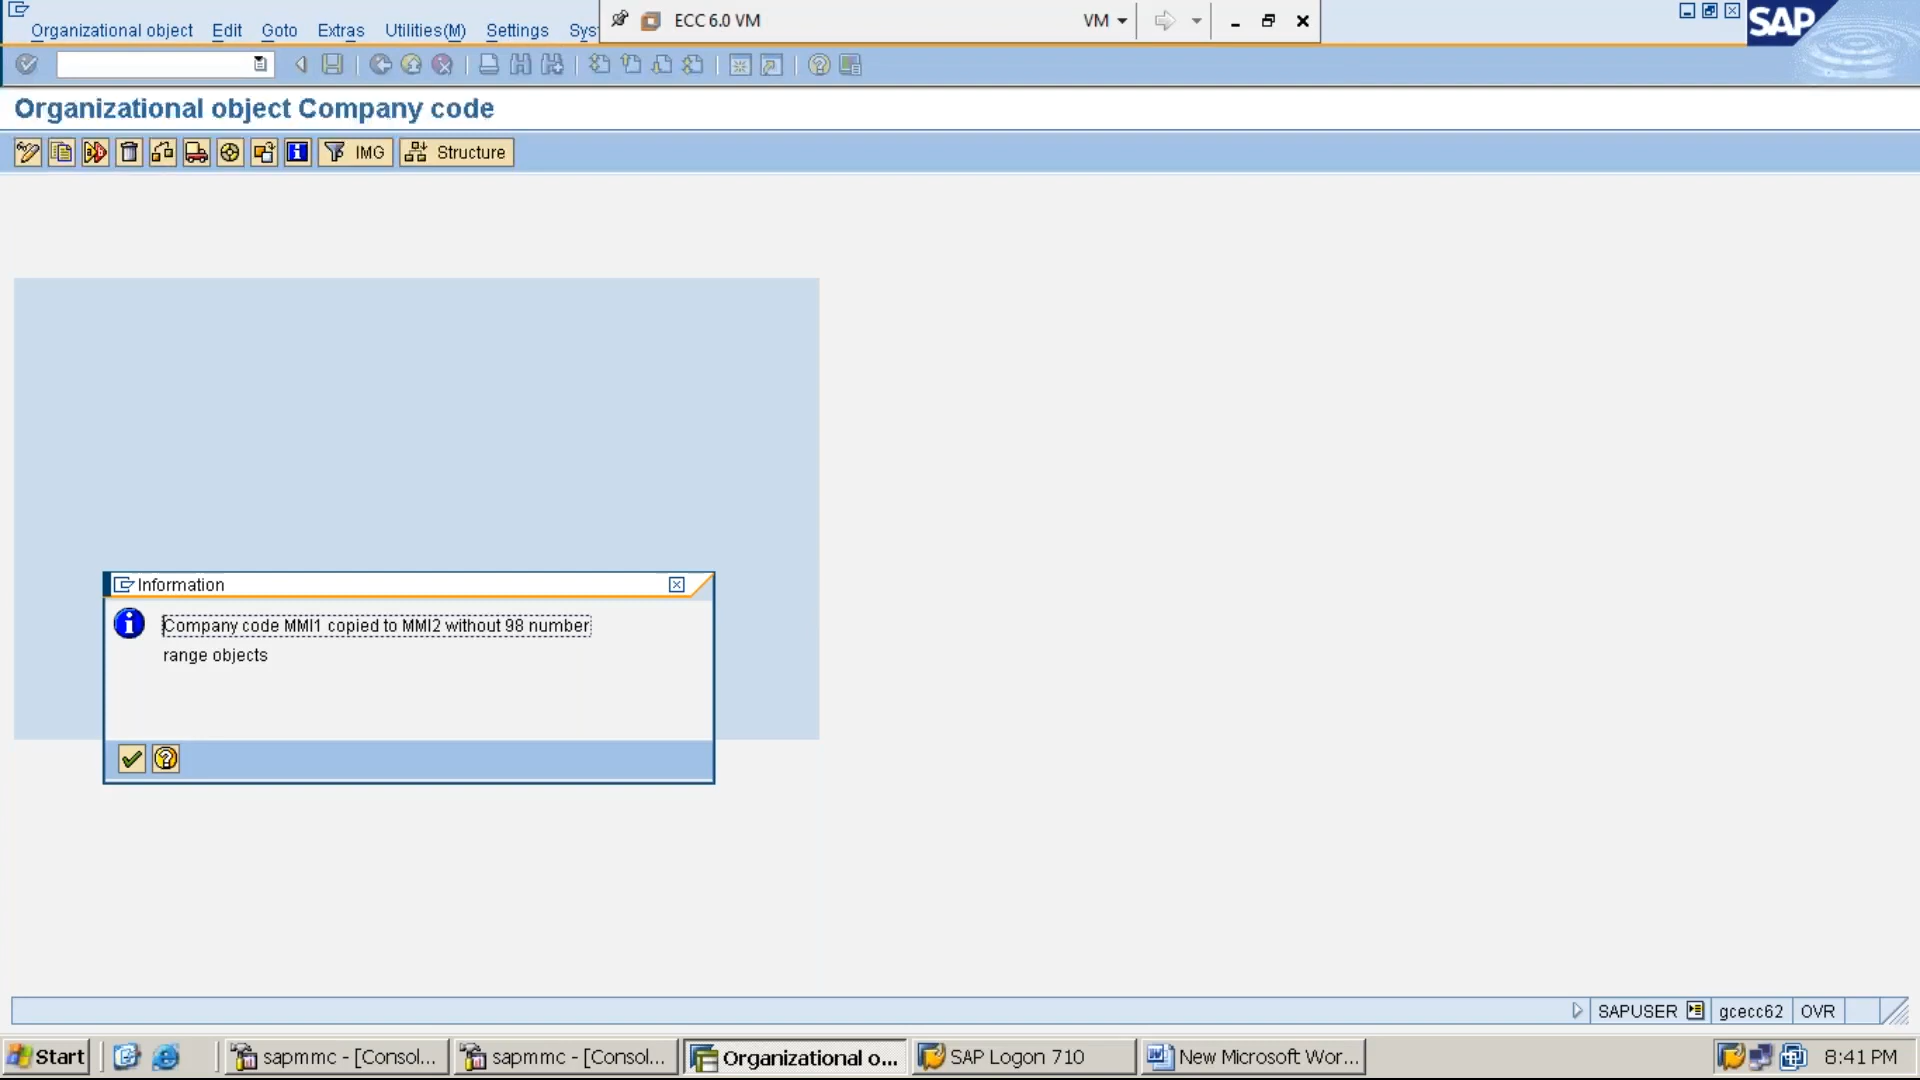 ECC 6.0 VM
VM
Organizational object Edit Goto Extras Utilities(M) Settings Sys
SAP
Organizational object Company code
IMG Structure
Information
Company code MMI1 copied to MMI2 without 98 number
range objects
SAPUSER gcecc62 OVR
Start sapmmc - [Consol... sapmmc - [Consol... Organizational o... SAP Logon 710 New Microsoft Wor... 8:41 PM